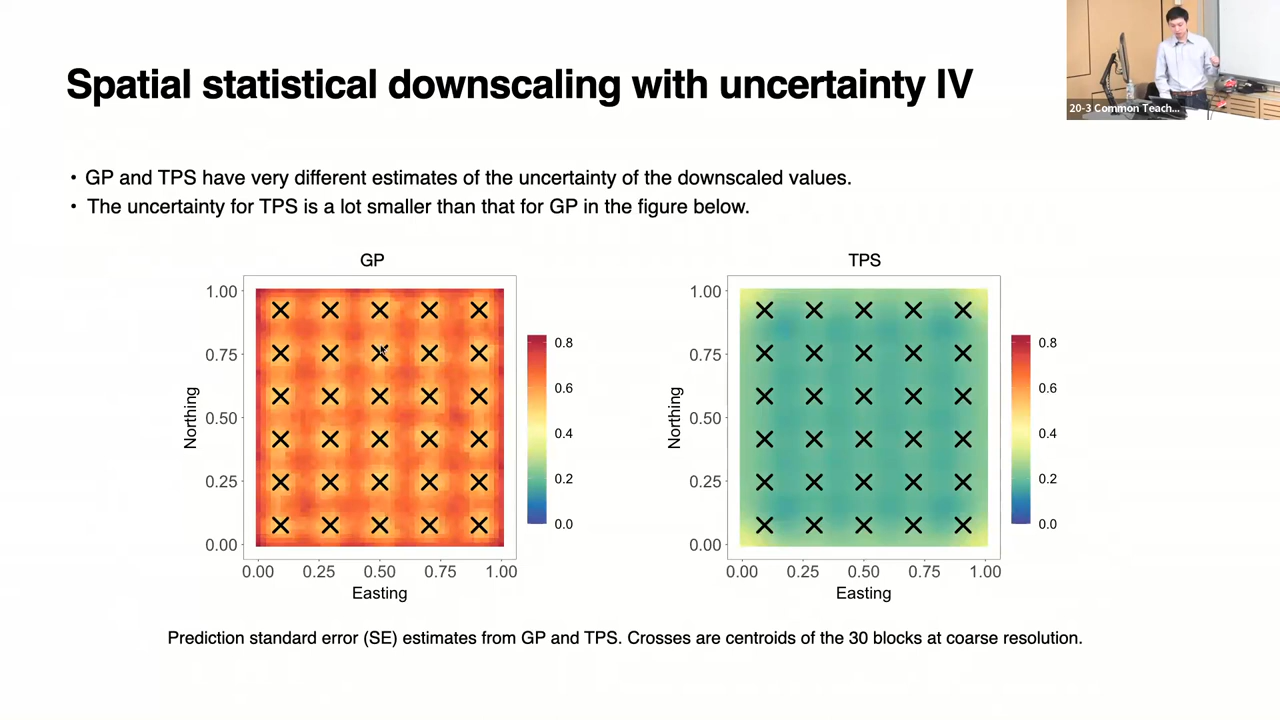 Spatial statistical downscaling with uncertainty IV
20-3 Common Teach...
• GP and TPS have very different estimates of the uncertainty of the downscaled values.
• The uncertainty for TPS is a lot smaller than that for GP in the figure below.
GP
1.00
0.75
0.50
0.25
0.00
Northing
0.00 0.25 0.50 0.75 1.00
Easting
0.8
0.6
0.4
0.2
0.0
TPS
1.00
0.75
0.50
0.25
0.00
Northing
0.00 0.25 0.50 0.75 1.00
Easting
0.8
0.6
0.4
0.2
0.0
Prediction standard error (SE) estimates from GP and TPS. Crosses are centroids of the 30 blocks at coarse resolution.